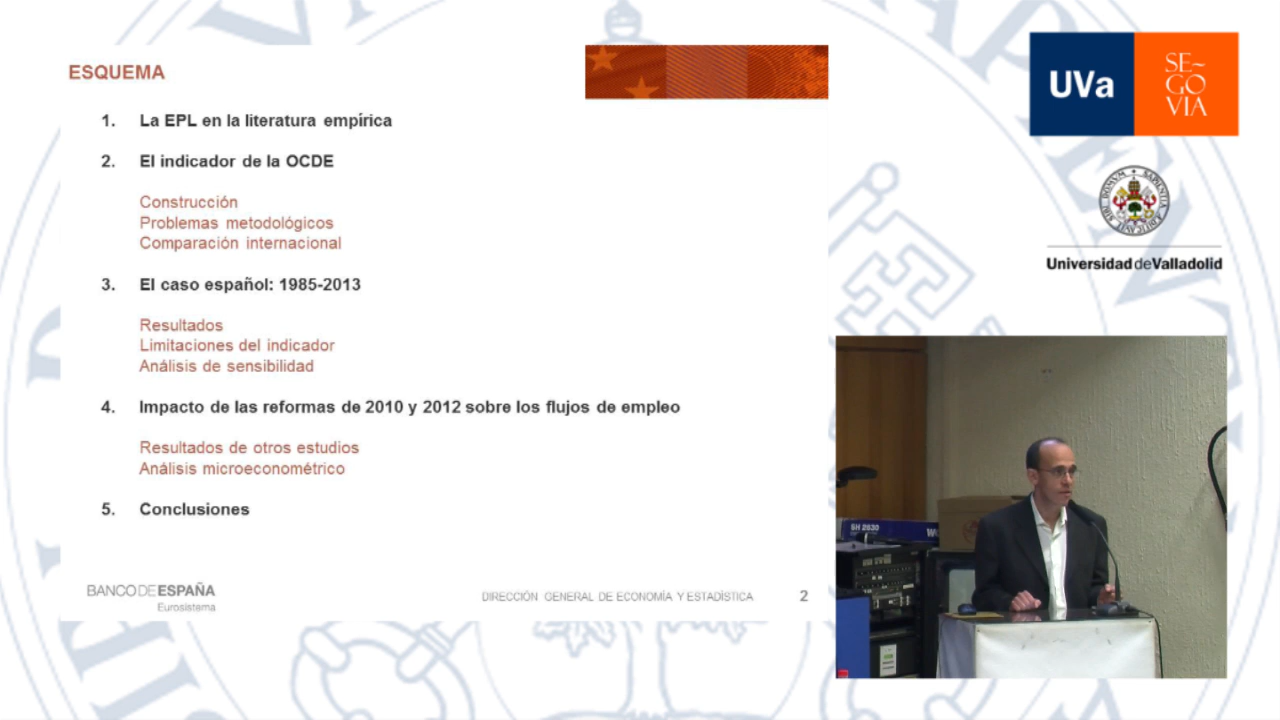 ESQUEMA
1. La EPL en la literatura empírica
2. El indicador de la OCDE
Construcción
Problemas metodológicos
Comparación internacional
3. El caso español: 1985-2013
Resultados
Limitaciones del indicador
Análisis de sensibilidad
4. Impacto de las reformas de 2010 y 2012 sobre los flujos de empleo
Resultados de otros estudios
Análisis microeconométrico
5. Conclusiones
BANCODEESPAÑA
Eurosistema
DIRECCIÓN GENERAL DE ECONOMÍA Y ESTADÍSTICA
2
UVa
SE~
GO
VIA
Universidad de Valladolid
SH 2930